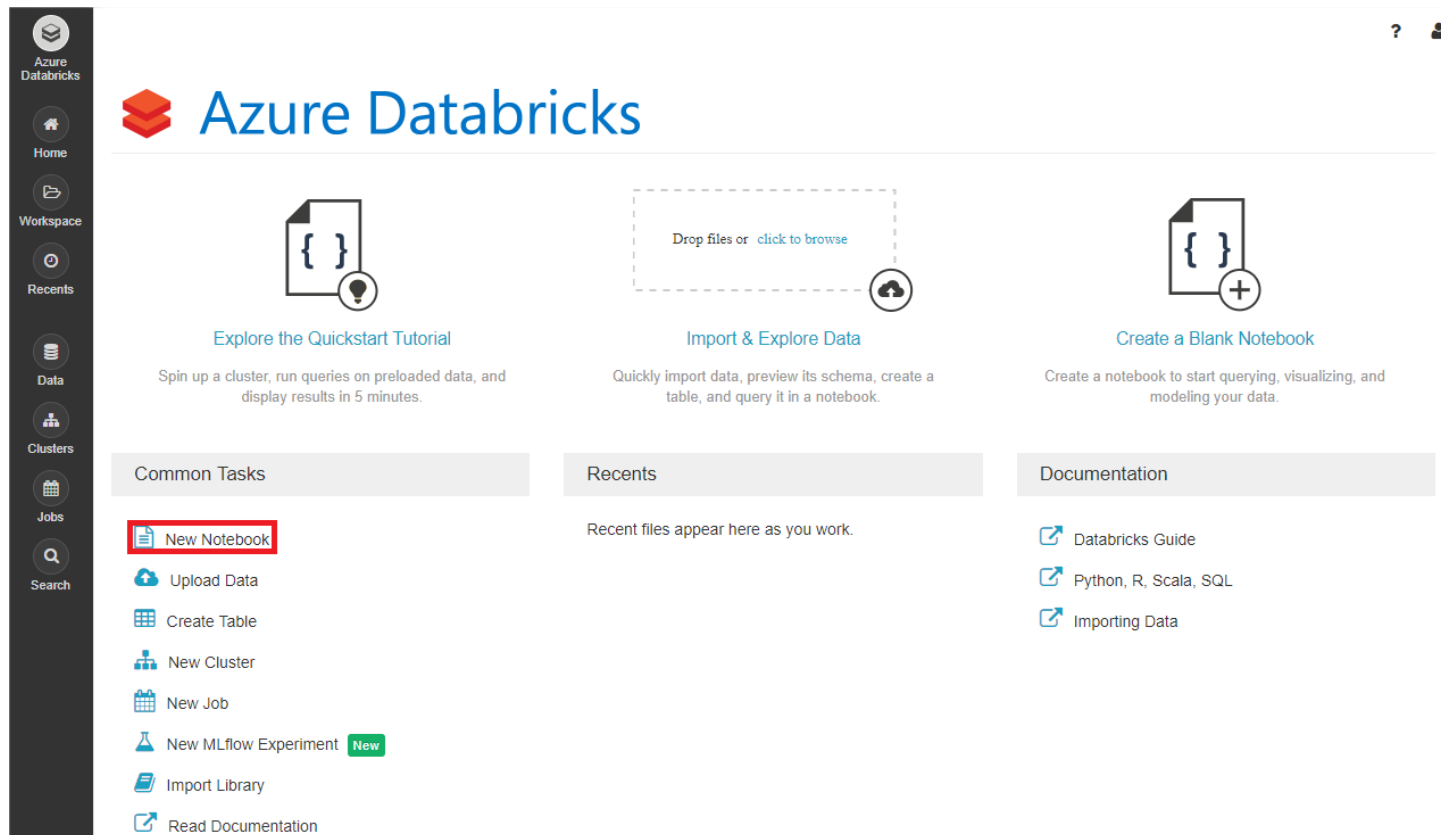 Azure
Databricks
Home
Workspace
Recents
Data
Clusters
Jobs
Search
?
Azure Databricks
{ }
Explore the Quickstart Tutorial
Spin up a cluster, run queries on preloaded data, and
display results in 5 minutes.
Drop files or click to browse
Import & Explore Data
Quickly import data, preview its schema, create a
table, and query it in a notebook.
{ }
Create a Blank Notebook
Create a notebook to start querying, visualizing, and
modeling your data.
Common Tasks
New Notebook
Upload Data
Create Table
New Cluster
New Job
New MLflow Experiment New
Import Library
Read Documentation
Recents
Recent files appear here as you work.
Documentation
Databricks Guide
Python, R, Scala, SQL
Importing Data